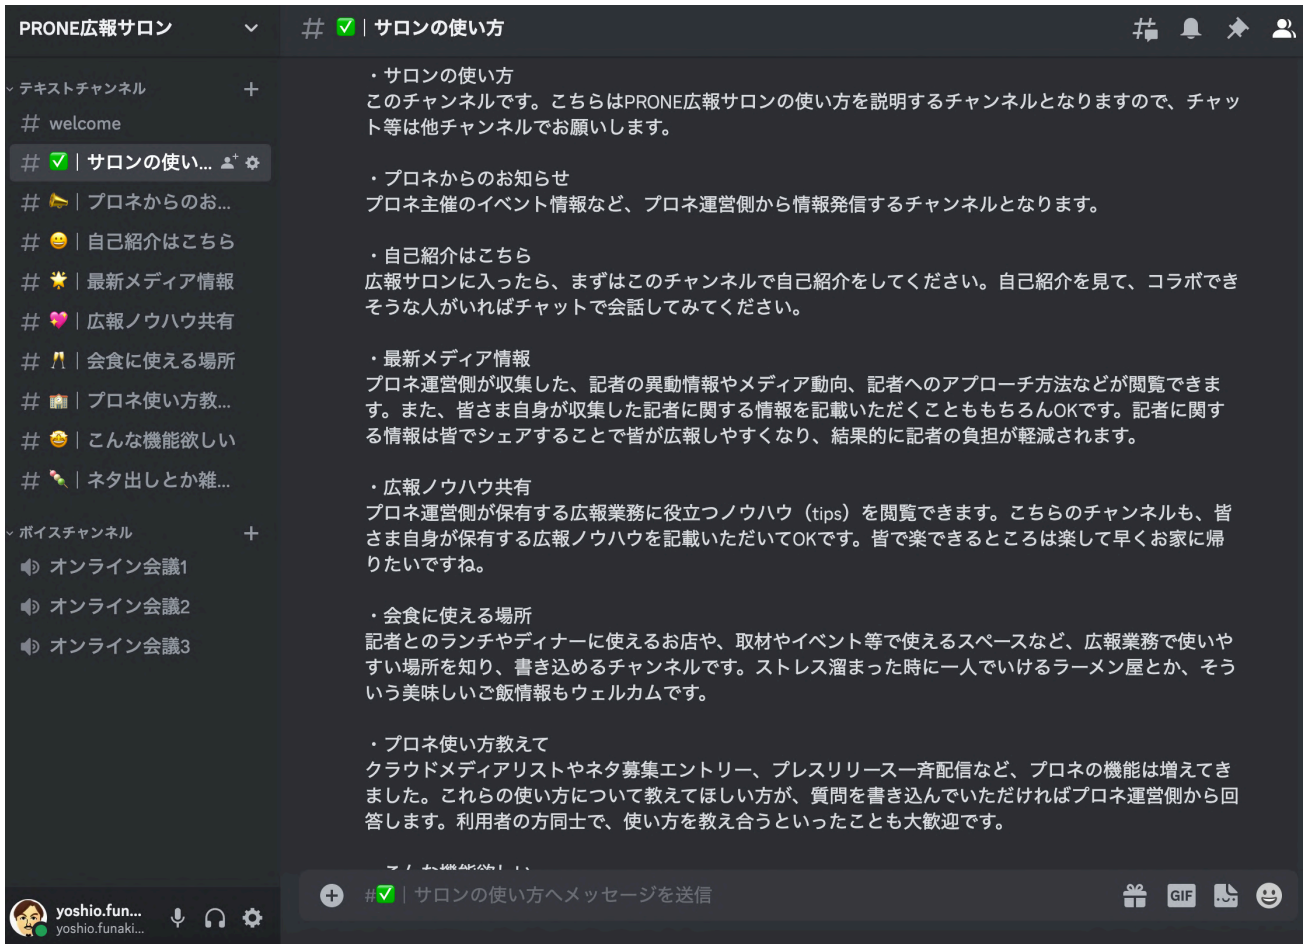 PRONE広報サロン
テキストチャンネル
welcome
✅｜サロンの使い...
📣｜プロネからのお...
😀｜自己紹介はこちら
🌟｜最新メディア情報
💖｜広報ノウハウ共有
🥂｜会食に使える場所
🏫｜プロネ使い方教...
🤩｜こんな機能欲しい
🍡｜ネタ出しとか雑...
ボイスチャンネル
オンライン会議1
オンライン会議2
オンライン会議3
yoshio.fun...
yoshio.funaki...
# ✅｜サロンの使い方
・サロンの使い方
このチャンネルです。こちらはPRONE広報サロンの使い方を説明するチャンネルとなりますので、チャッ
ト等は他チャンネルでお願いします。
・プロネからのお知らせ
プロネ主催のイベント情報など、プロネ運営側から情報発信するチャンネルとなります。
・自己紹介はこちら
広報サロンに入ったら、まずはこのチャンネルで自己紹介をしてください。自己紹介を見て、コラボでき
そうな人がいればチャットで会話してみてください。
・最新メディア情報
プロネ運営側が収集した、記者の異動情報やメディア動向、記者へのアプローチ方法などが閲覧できま
す。また、皆さま自身が収集した記者に関する情報を記載いただくことももちろんOKです。記者に関す
る情報は皆でシェアすることで皆が広報しやすくなり、結果的に記者の負担が軽減されます。
・広報ノウハウ共有
プロネ運営側が保有する広報業務に役立つノウハウ（tips）を閲覧できます。こちらのチャンネルも、皆
さま自身が保有する広報ノウハウを記載いただいてOKです。皆で楽できるところは楽して早くお家に帰
りたいですね。
・会食に使える場所
記者とのランチやディナーに使えるお店や、取材やイベント等で使えるスペースなど、広報業務で使いや
すい場所を知り、書き込めるチャンネルです。ストレス溜まった時に一人でいけるラーメン屋とか、そう
いう美味しいご飯情報もウェルカムです。
・プロネ使い方教えて
クラウドメディアリストやネタ募集エントリー、プレスリリース一斉配信など、プロネの機能は増えてき
ました。これらの使い方について教えてほしい方が、質問を書き込んでいただければプロネ運営側から回
答します。利用者の方同士で、使い方を教え合うといったことも大歓迎です。
・こんな機能欲しい
#✅｜サロンの使い方へメッセージを送信
GIF